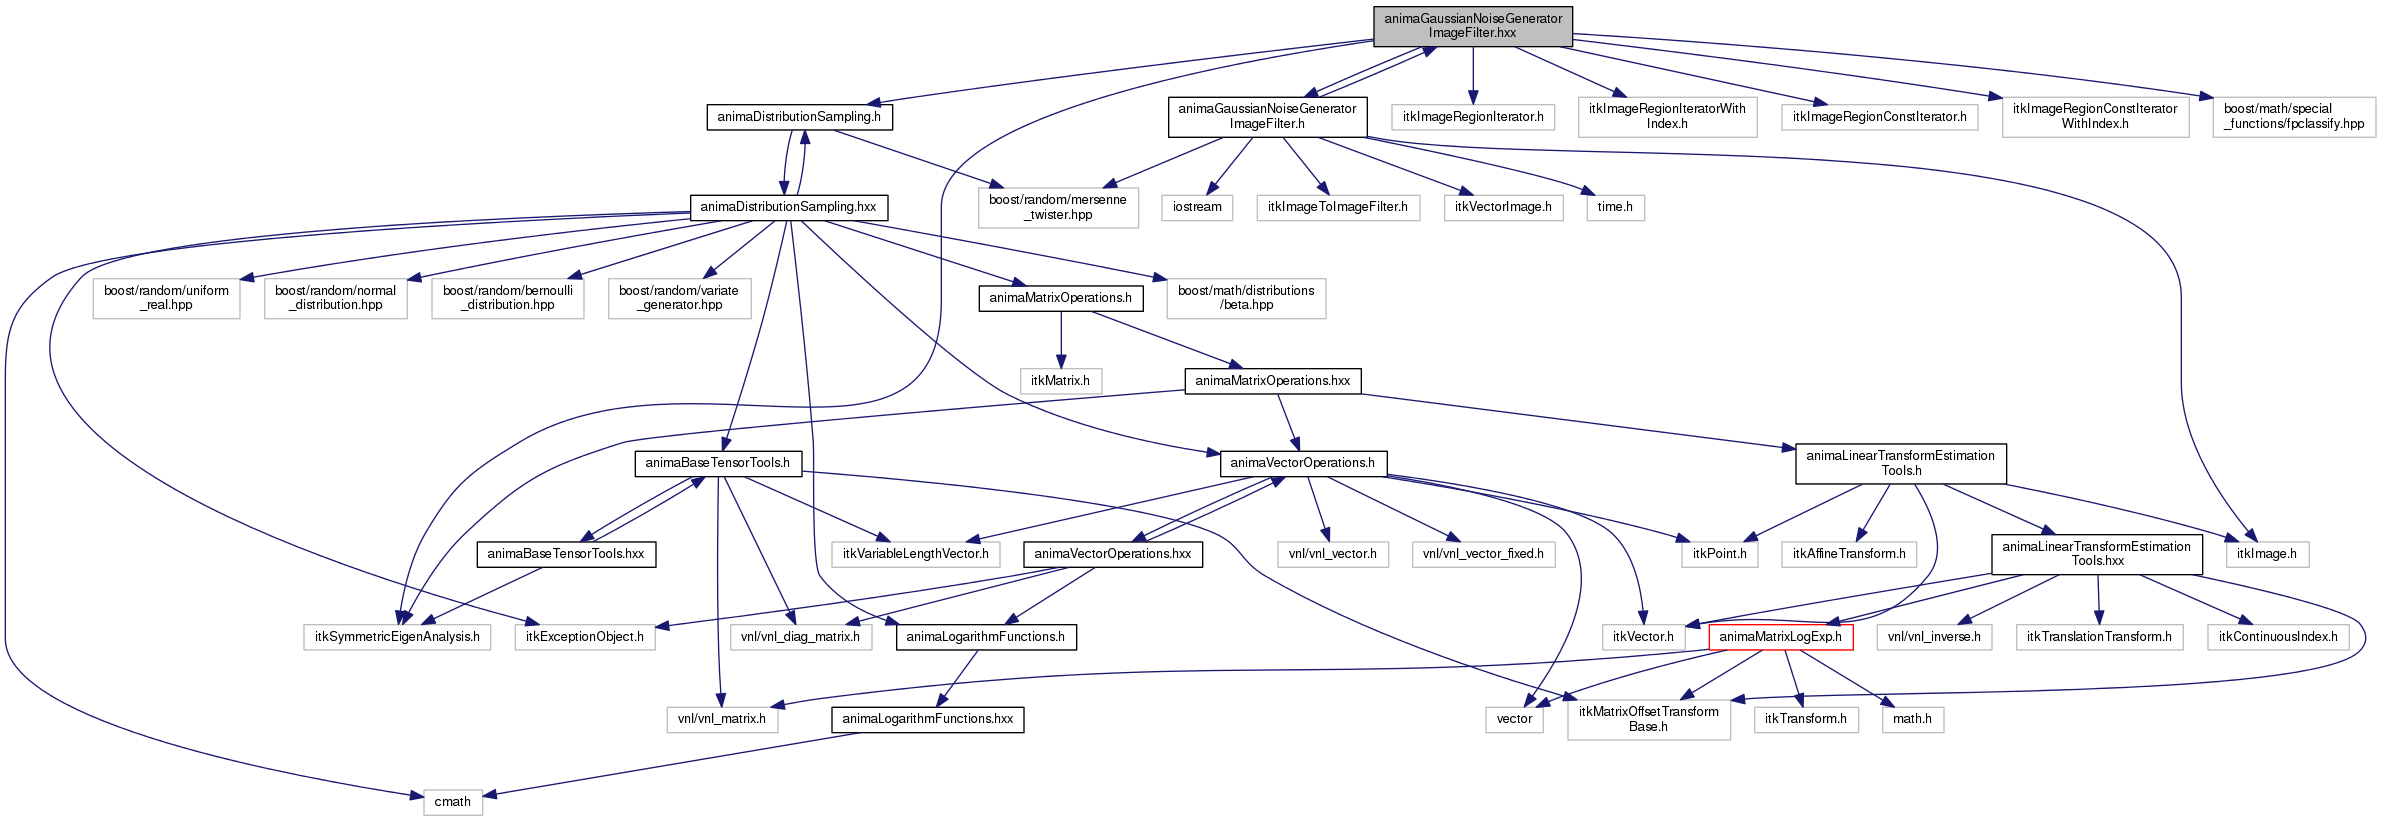 animaGaussianNoiseGenerator
ImageFilter.hxx
animaDistributionSampling.h
animaGaussianNoiseGenerator
ImageFilter.h
itkImageRegionIterator.h
itkImageRegionIteratorWith
Index.h
itkImageRegionConstIterator.h
itkImageRegionConstIterator
WithIndex.h
boost/math/special
_functions/fpclassify.hpp
animaDistributionSampling.hxx
boost/random/mersenne
_twister.hpp
iostream
itkImageToImageFilter.h
itkVectorImage.h
time.h
boost/random/uniform
_real.hpp
boost/random/normal
_distribution.hpp
boost/random/bernoulli
_distribution.hpp
boost/random/variate
_generator.hpp
animaMatrixOperations.h
boost/math/distributions
/beta.hpp
itkMatrix.h
animaMatrixOperations.hxx
animaBaseTensorTools.h
animaVectorOperations.h
animaLinearTransformEstimation
Tools.h
animaBaseTensorTools.hxx
itkVariableLengthVector.h
animaVectorOperations.hxx
vnl/vnl_vector.h
vnl/vnl_vector_fixed.h
itkPoint.h
itkAffineTransform.h
animaLinearTransformEstimation
Tools.hxx
itkImage.h
itkSymmetricEigenAnalysis.h
itkExceptionObject.h
vnl/vnl_diag_matrix.h
animaLogarithmFunctions.h
itkVector.h
animaMatrixLogExp.h
vnl/vnl_inverse.h
itkTranslationTransform.h
itkContinuousIndex.h
vnl/vnl_matrix.h
animaLogarithmFunctions.hxx
vector
itkMatrixOffsetTransform
Base.h
itkTransform.h
math.h
cmath